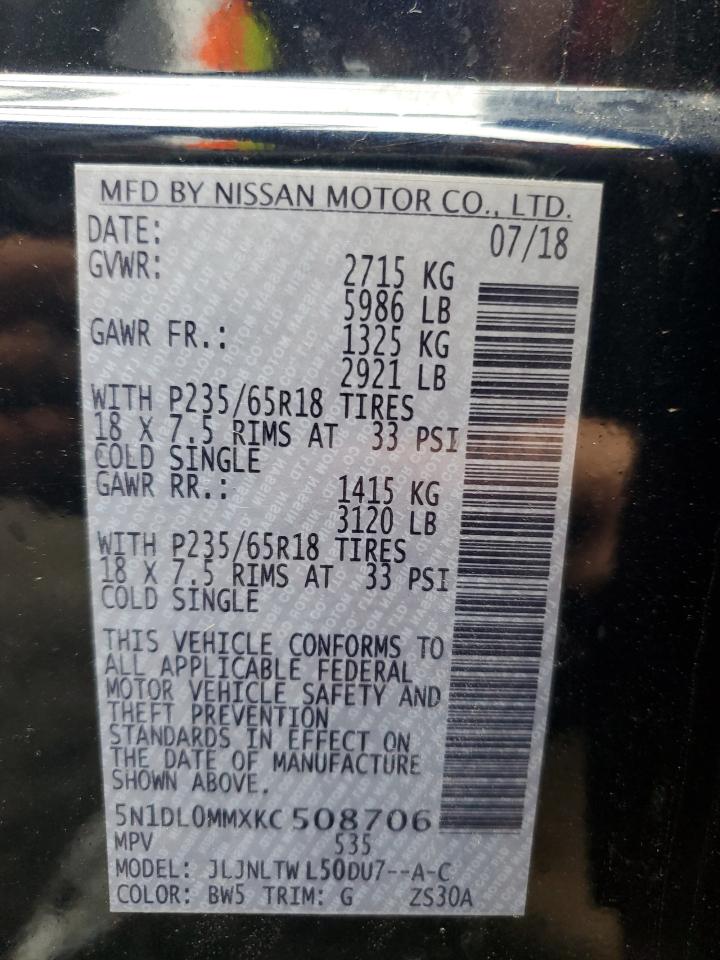 MFD BY NISSAN MOTOR CO., LTD.
DATE: 07/18
GVWR: 2715 KG
5986 LB
GAWR FR.: 1325 KG
2921 LB
WITH P235/65R18 TIRES
18 X 7.5 RIMS AT 33 PSI
COLD SINGLE
GAWR RR.: 1415 KG
3120 LB
WITH P235/65R18 TIRES
18 X 7.5 RIMS AT 33 PSI
COLD SINGLE
THIS VEHICLE CONFORMS TO
ALL APPLICABLE FEDERAL
MOTOR VEHICLE SAFETY AND
THEFT PREVENTION
STANDARDS IN EFFECT ON
THE DATE OF MANUFACTURE
SHOWN ABOVE.
5N1DL0MMXKC 508706
MPV 535
MODEL: JLJNLTW L50DU7--A-C
COLOR: BW5 TRIM: G ZS30A